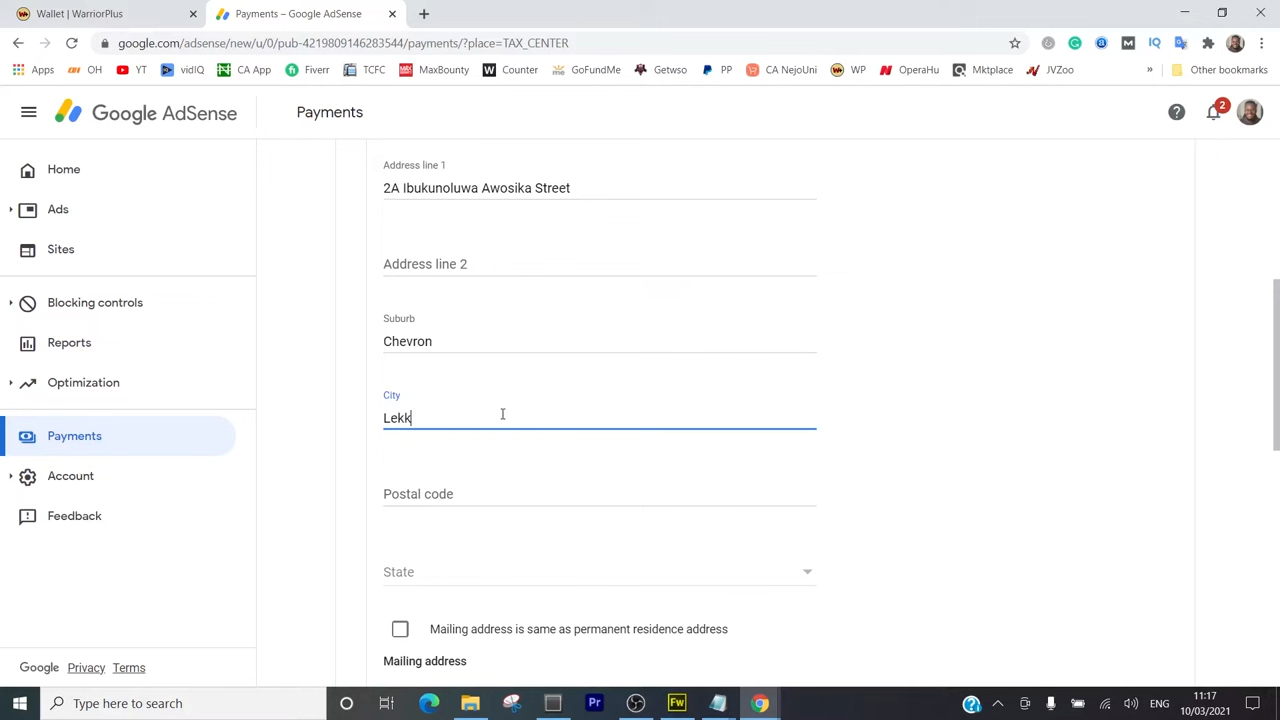 Wallet | WarriorPlus
Payments – Google AdSense
google.com/adsense/new/u/0/pub-4219809146283544/payments/?place=TAX_CENTER
Apps
OH
YT
vidIQ
CA App
Fiverr
TCFC
MaxBounty
Counter
GoFundMe
Getwso
PP
CA NejoUni
WP
OperaHu
Mktplace
JVZoo
»
Other bookmarks
Google AdSense
Payments
2
Home
Ads
Sites
Blocking controls
Reports
Optimization
Payments
Account
Feedback
Google Privacy Terms
Address line 1
2A Ibukunoluwa Awosika Street
Address line 2
Suburb
Chevron
City
Lekk
Postal code
State
Mailing address is same as permanent residence address
Mailing address
Type here to search
Pr
Fw
ENG
11:17
10/03/2021